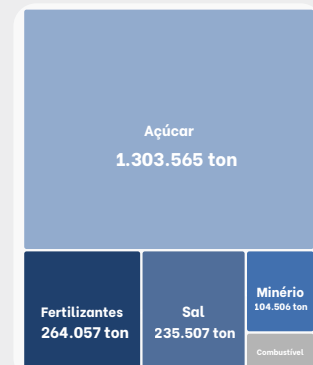 Açúcar
1.303.565 ton
Fertilizantes
264.057 ton
Sal
235.507 ton
Minério
104.506 ton
Combustível